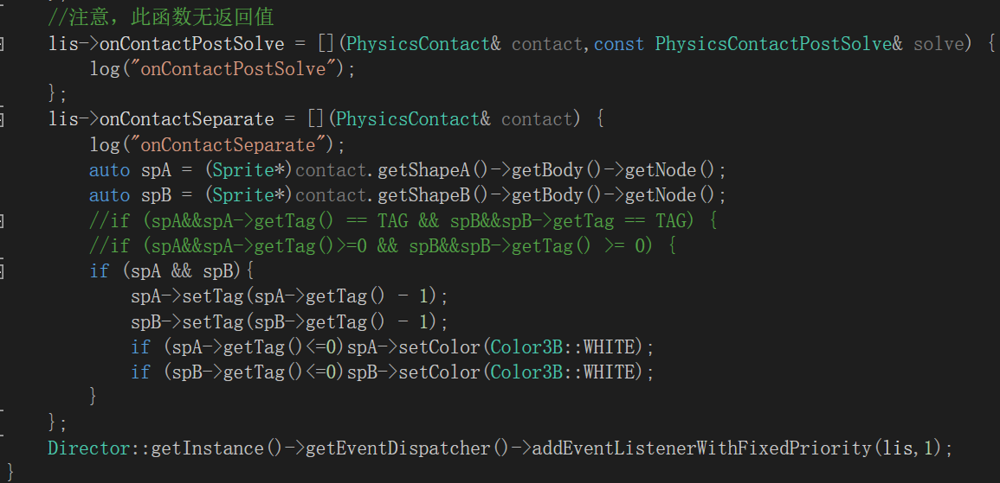 //注意，此函数无返回值
lis->onContactPostSolve = [](PhysicsContact& contact,const PhysicsContactPostSolve& solve) {
log("onContactPostSolve");
};
lis->onContactSeparate = [](PhysicsContact& contact) {
log("onContactSeparate");
auto spA = (Sprite*)contact.getShapeA()->getBody()->getNode();
auto spB = (Sprite*)contact.getShapeB()->getBody()->getNode();
//if (spA&&spA->getTag() == TAG && spB&&spB->getTag == TAG) {
//if (spA&&spA->getTag()>=0 && spB&&spB->getTag() >= 0) {
if (spA && spB){
spA->setTag(spA->getTag() - 1);
spB->setTag(spB->getTag() - 1);
if (spA->getTag()<=0)spA->setColor(Color3B::WHITE);
if (spB->getTag()<=0)spB->setColor(Color3B::WHITE);
}
};
Director::getInstance()->getEventDispatcher()->addEventListenerWithFixedPriority(lis,1);
}